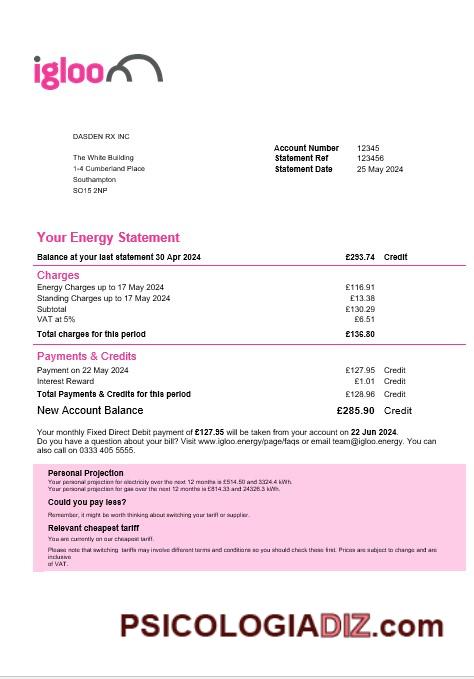 igloo
DASDEN RX INC
The White Building
1-4 Cumberland Place
Southampton
SO15 2NP
Account Number 12345
Statement Ref 123456
Statement Date 25 May 2024
Your Energy Statement
Balance at your last statement 30 Apr 2024 £293.74 Credit
Charges
Energy Charges up to 17 May 2024 £116.91
Standing Charges up to 17 May 2024 £13.38
Subtotal £130.29
VAT at 5% £6.51
Total charges for this period £136.80
Payments & Credits
Payment on 22 May 2024 £127.95 Credit
Interest Reward £1.01 Credit
Total Payments & Credits for this period £128.96 Credit
New Account Balance £285.90 Credit
Your monthly Fixed Direct Debit payment of £127.95 will be taken from your account on 22 Jun 2024.
Do you have a question about your bill? Visit www.igloo.energy/page/faqs or email team@igloo.energy. You can
also call on 0333 405 5555.
Personal Projection
Your personal projection for electricity over the next 12 months is £514.50 and 3324.4 kWh.
Your personal projection for gas over the next 12 months is £814.33 and 24326.3 kWh.
Could you pay less?
Remember, it might be worth thinking about switching your tariff or supplier.
Relevant cheapest tariff
You are currently on our cheapest tariff.
Please note that switching tariffs may involve different terms and conditions so you should check these first. Prices are subject to change and are
inclusive
of VAT.
PSICOLOGIADIZ.com